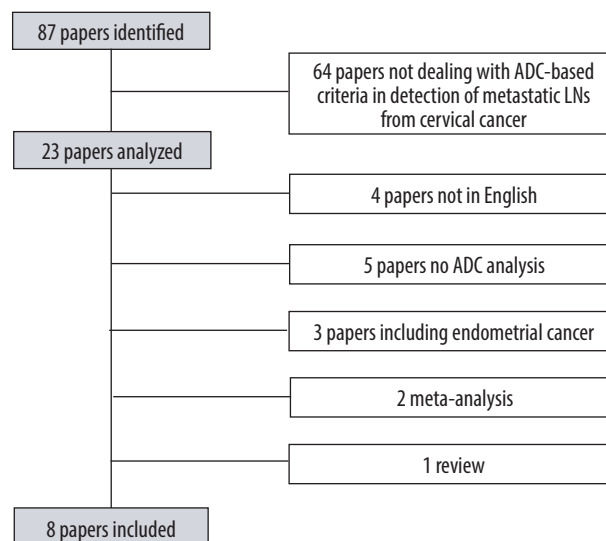 87 papers identified
64 papers not dealing with ADC-based
criteria in detection of metastatic LNs
from cervical cancer
23 papers analyzed
4 papers not in English
5 papers no ADC analysis
3 papers including endometrial cancer
2 meta-analysis
1 review
8 papers included